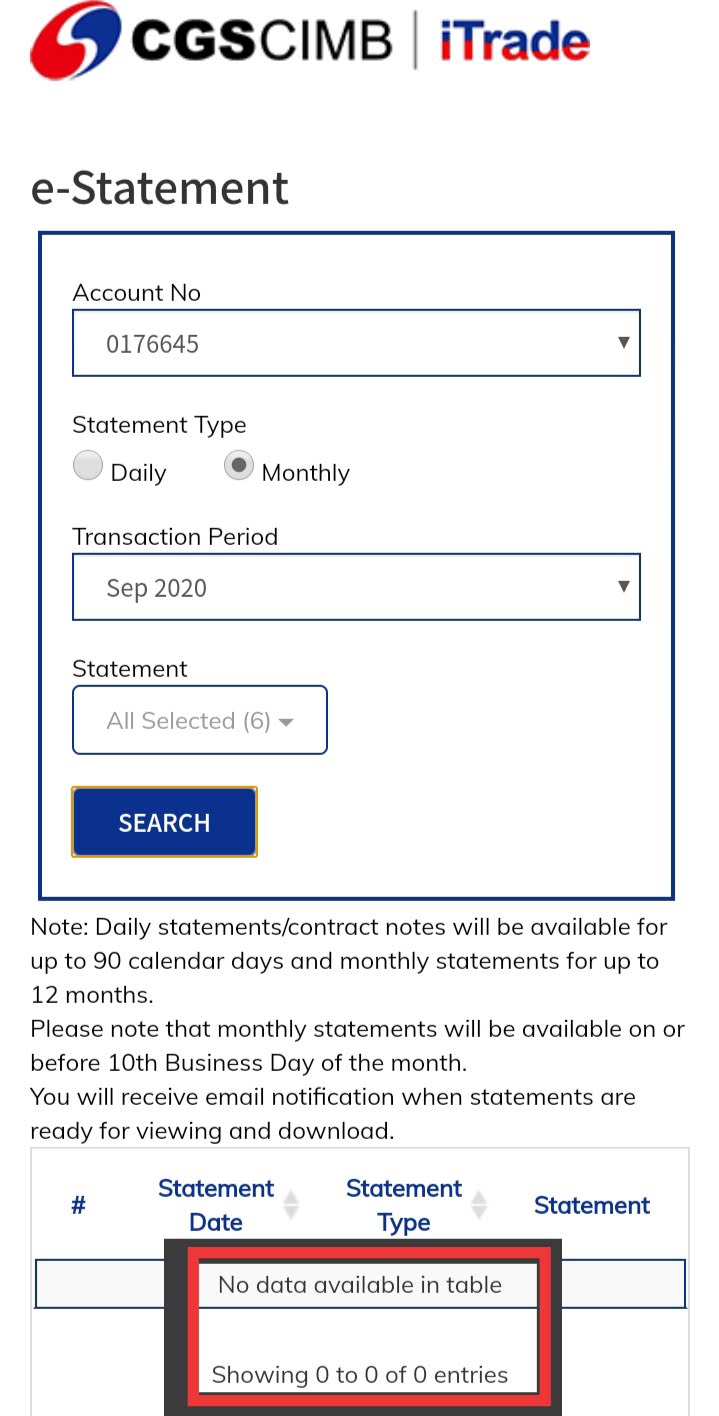 CGSCIMB | iTrade
e-Statement
Account No
0176645
Statement Type
Daily Monthly
Transaction Period
Sep 2020
Statement
All Selected (6)
SEARCH
Note: Daily statements/contract notes will be available for
up to 90 calendar days and monthly statements for up to
12 months.
Please note that monthly statements will be available on or
before 10th Business Day of the month.
You will receive email notification when statements are
ready for viewing and download.
# Statement Date Statement Type Statement
No data available in table
Showing 0 to 0 of 0 entries